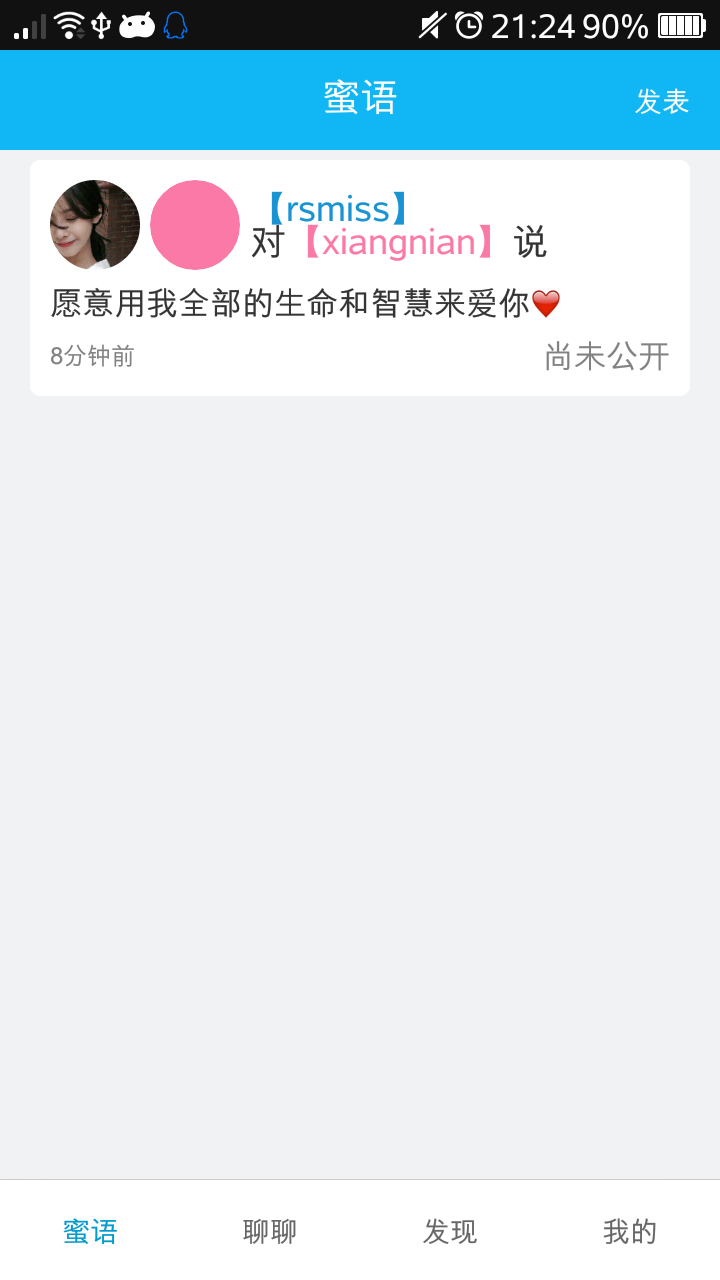 21:24 90%
蜜语
发表
【rsmiss】
对【xiangnian】说
愿意用我全部的生命和智慧来爱你❤️
8分钟前
尚未公开
蜜语
聊聊
发现
我的